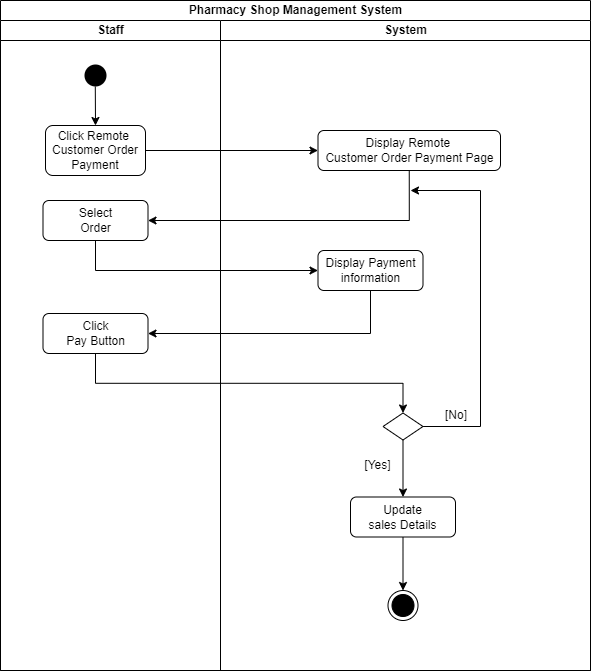 Pharmacy Shop Management System
Staff
System
Click Remote
Customer Order
Payment
Display Remote
Customer Order Payment Page
Select
Order
Display Payment
information
Click
Pay Button
[No]
[Yes]
Update
sales Details